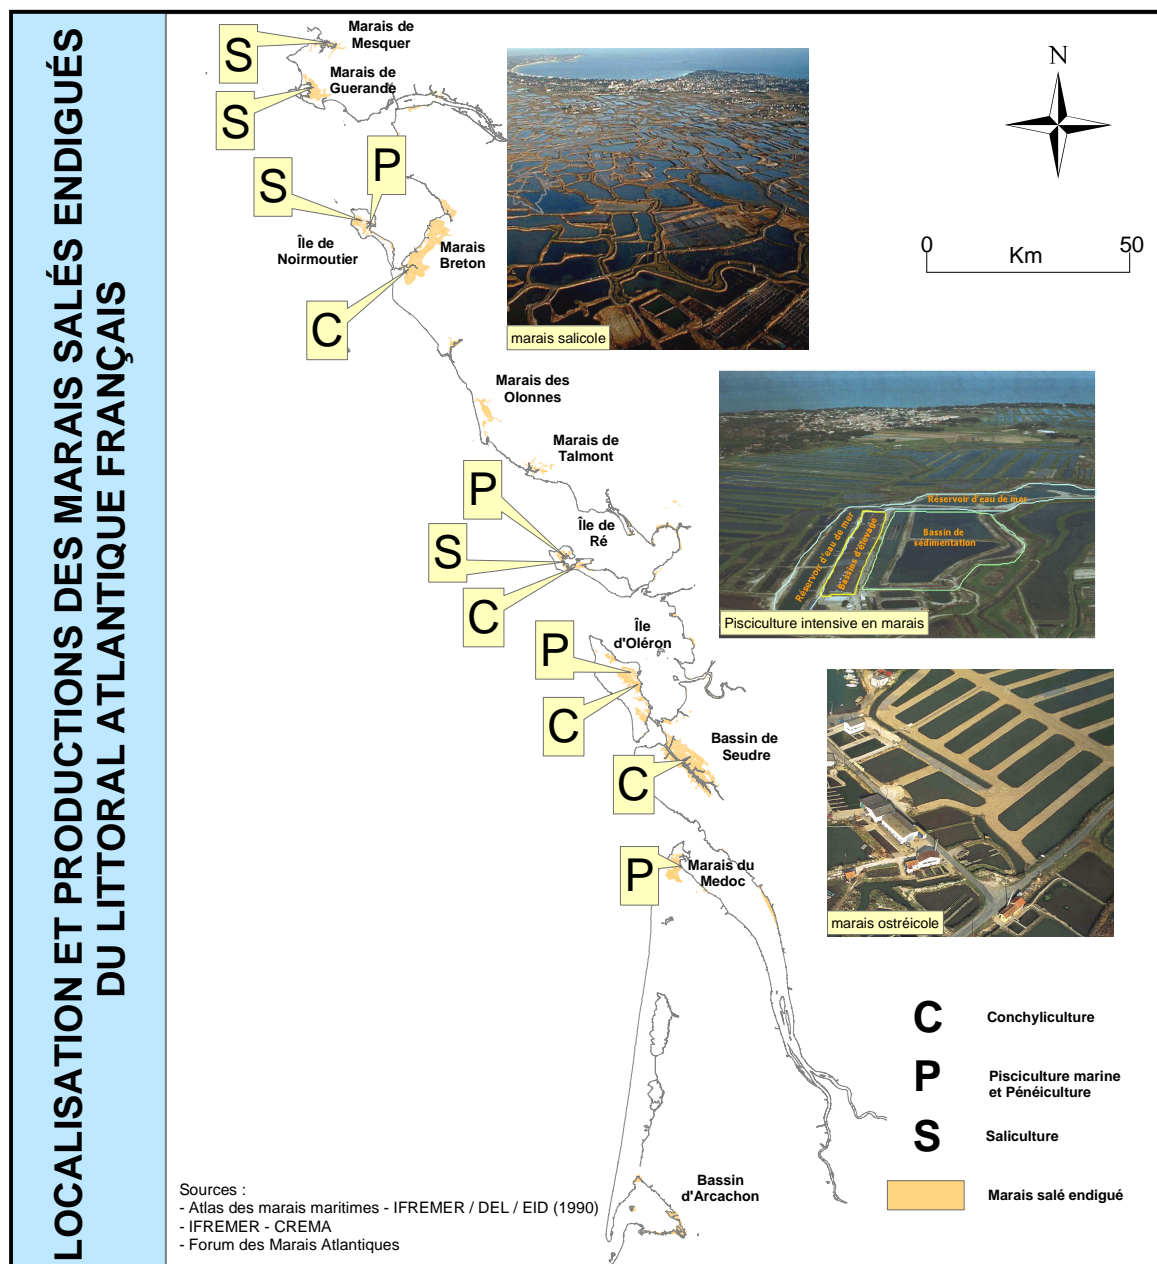 LOCALISATION ET PRODUCTIONS DES MARAIS SALÉS ENDIGUÉS
DU LITTORAL ATLANTIQUE FRANÇAIS
Marais de
Mesquer
S
Marais de
Guerande
S
P
S
Île de
Noirmoutier
Marais
Breton
C
marais salicole
N
0
50
Km
Marais des
Olonnes
Marais de
Talmont
P
Île de
Ré
S
C
Réservoir d'eau de mer
Réservoir d'eau de mer
Bassins d'élevage
Bassin de
sédimentation
Pisciculture intensive en marais
Île
d'Oléron
P
C
Bassin de
Seudre
C
marais ostréicole
P
Marais du
Medoc
C
Conchyliculture
P
Pisciculture marine
et Pénéiculture
S
Saliculture
Marais salé endigué
Bassin
d'Arcachon
Sources :
- Atlas des marais maritimes - IFREMER / DEL / EID (1990)
- IFREMER - CREMA
- Forum des Marais Atlantiques